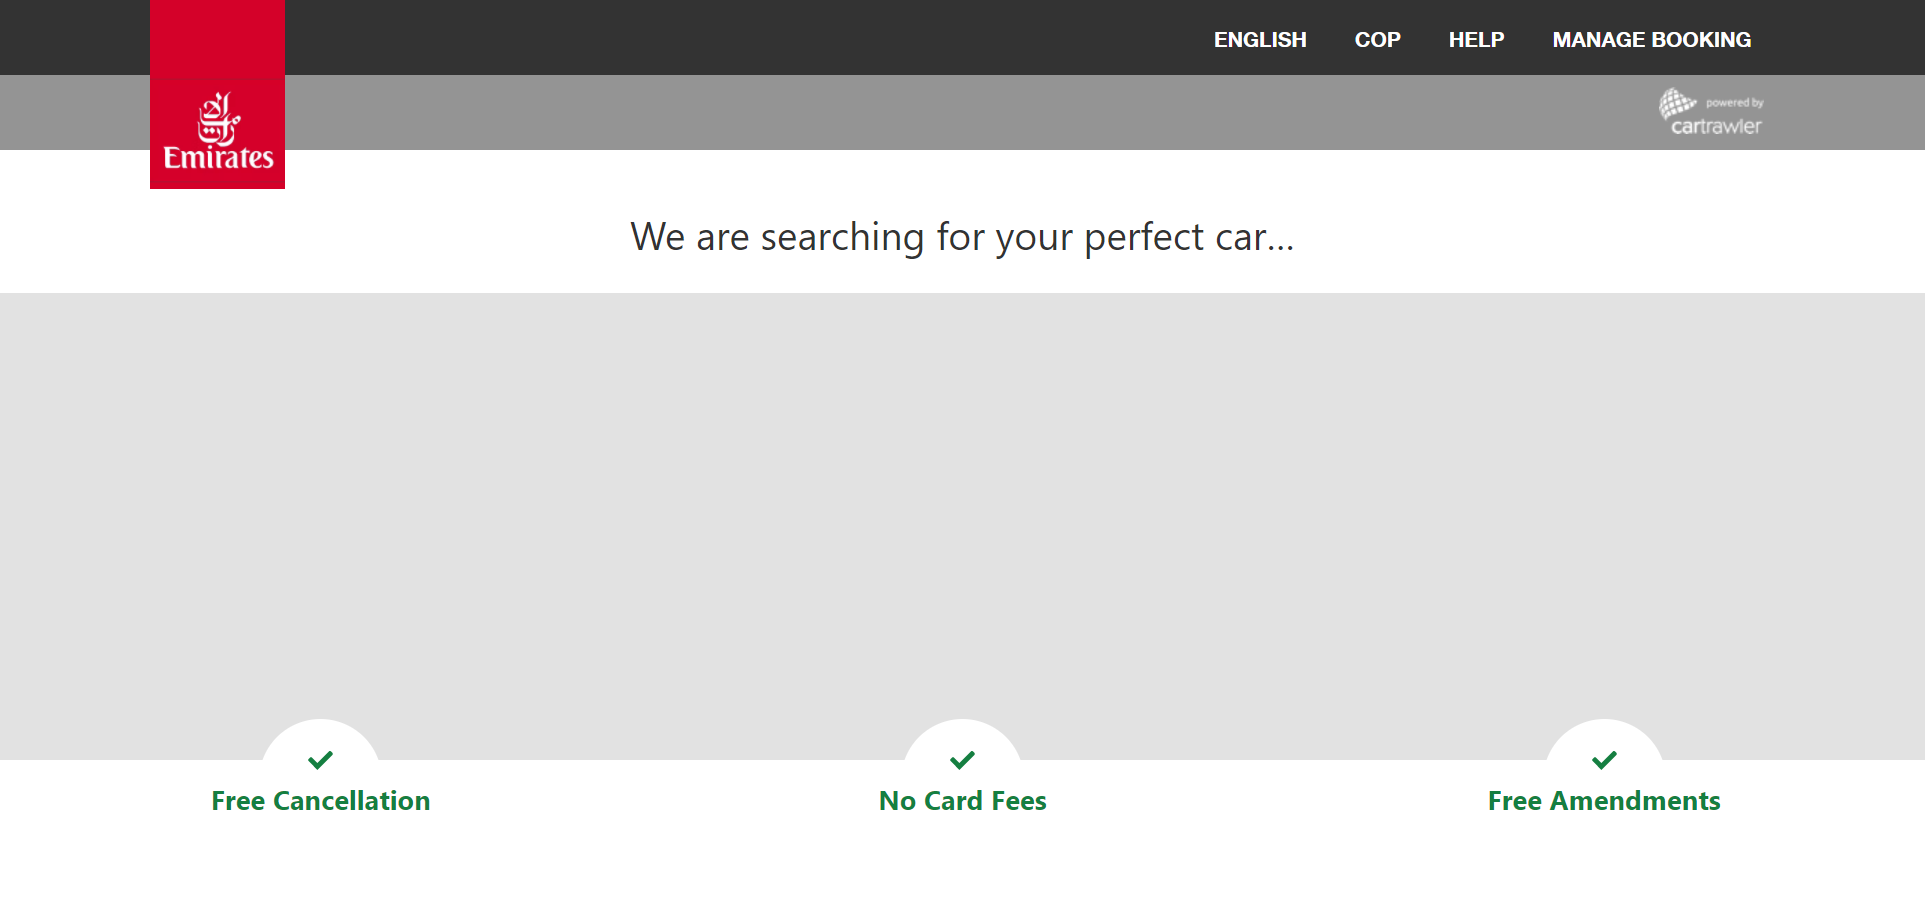 ENGLISH COP HELP MANAGE BOOKING
powered by
cartrawler
Emirates
We are searching for your perfect car...
Free Cancellation
No Card Fees
Free Amendments